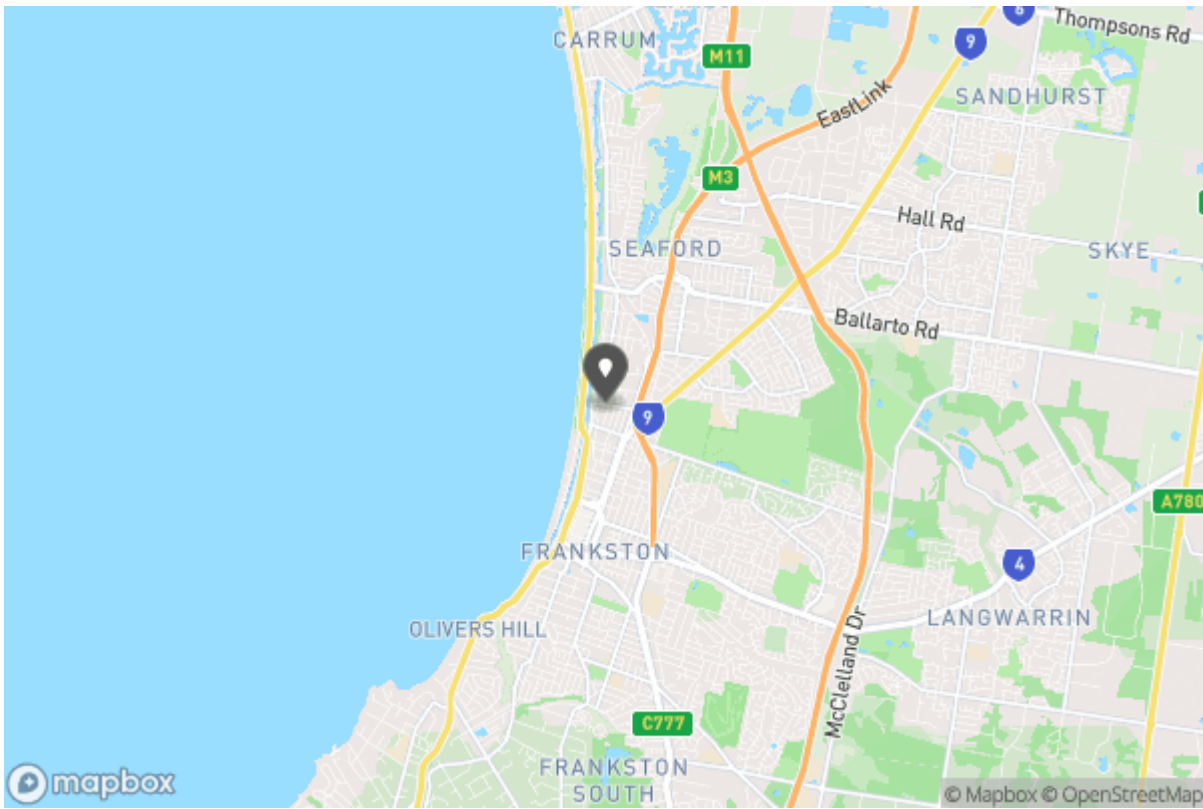 6
Thompsons Rd
CARRUM
9
M11
SANDHURST
EastLink
M3
Hall Rd
SEAFORD
SKYE
Ballarto Rd
9
A780
FRANKSTON
4
LANGWARRIN
OLIVERS HILL
McClelland Dr
C777
FRANKSTON
SOUTH
mapbox
© Mapbox © OpenStreetMap